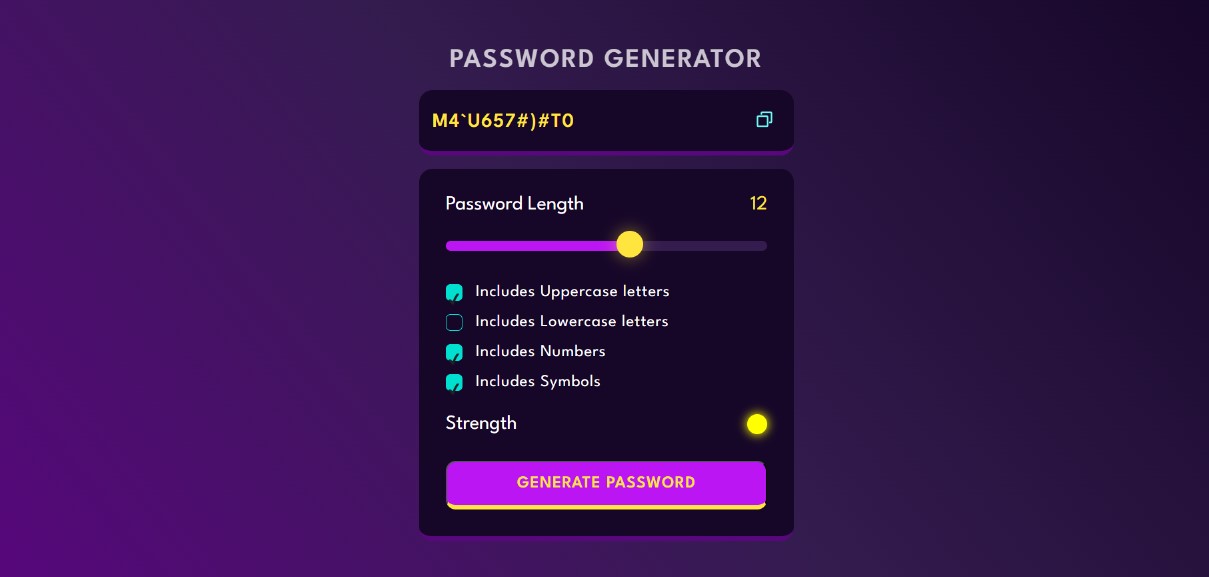 PASSWORD GENERATOR
M4`U657#)#T0
Password Length 12
Includes Uppercase letters
Includes Lowercase letters
Includes Numbers
Includes Symbols
Strength
GENERATE PASSWORD